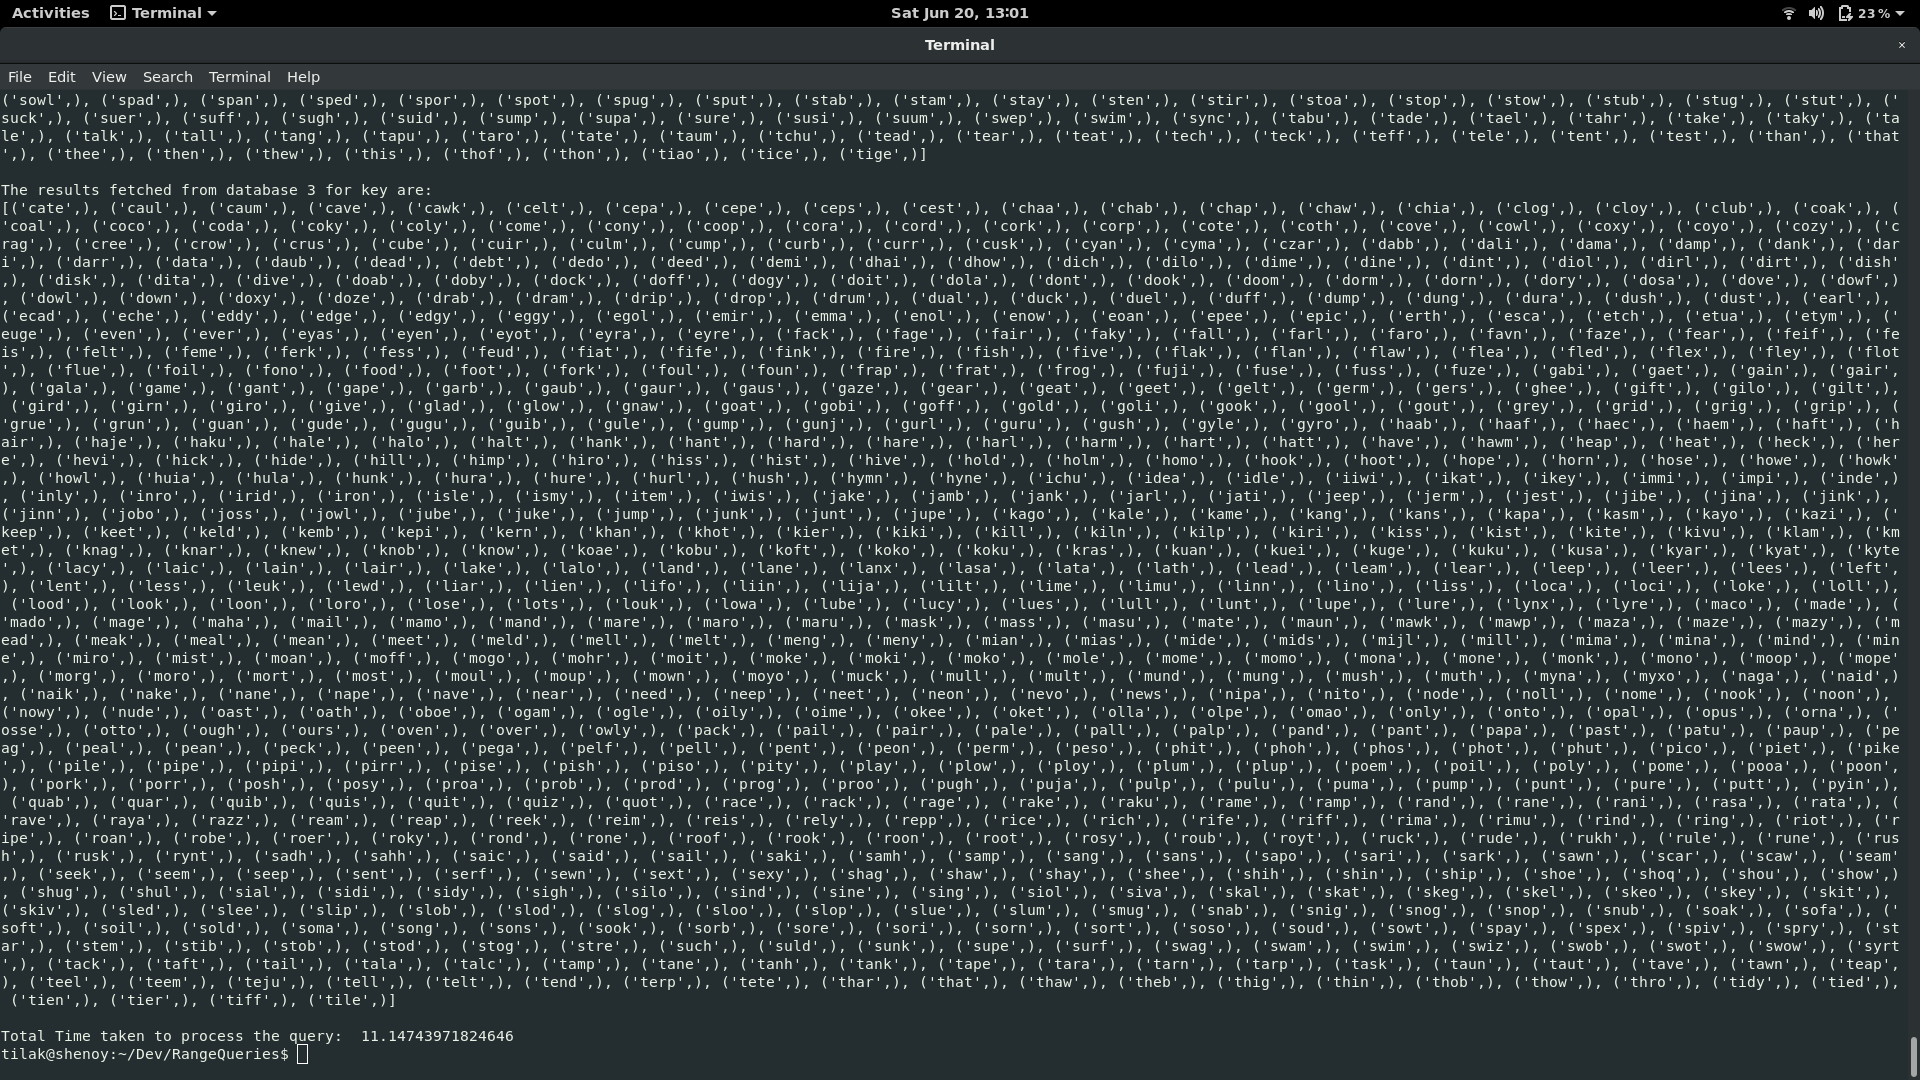 Activities Terminal Sat Jun 20, 13:01 23 %
Terminal ×
File Edit View Search Terminal Help
('sowl',), ('spad',), ('span',), ('sped',), ('spor',), ('spot',), ('spug',), ('sput',), ('stab',), ('stam',), ('stay',), ('sten',), ('stir',), ('stoa',), ('stop',), ('stow',), ('stub',), ('stug',), ('stut',), ('
suck',), ('suer',), ('suff',), ('sugh',), ('suid',), ('sump',), ('supa',), ('sure',), ('susi',), ('suum',), ('swep',), ('swim',), ('sync',), ('tabu',), ('tade',), ('tael',), ('tahr',), ('take',), ('taky',), ('ta
le',), ('talk',), ('tall',), ('tang',), ('tapu',), ('taro',), ('tate',), ('taum',), ('tchu',), ('tead',), ('tear',), ('teat',), ('tech',), ('teck',), ('teff',), ('tele',), ('tent',), ('test',), ('than',), ('that
',), ('thee',), ('then',), ('thew',), ('this',), ('thof',), ('thon',), ('tiao',), ('tice',), ('tige',)]
The results fetched from database 3 for key are:
[('cate',), ('caul',), ('caum',), ('cave',), ('cawk',), ('celt',), ('cepa',), ('cepe',), ('ceps',), ('cest',), ('chaa',), ('chab',), ('chap',), ('chaw',), ('chia',), ('clog',), ('cloy',), ('club',), ('coak',), (
'coal',), ('coco',), ('coda',), ('coky',), ('coly',), ('come',), ('cony',), ('coop',), ('cora',), ('cord',), ('cork',), ('corp',), ('cote',), ('coth',), ('cove',), ('cowl',), ('coxy',), ('coyo',), ('cozy',), ('c
rag',), ('cree',), ('crow',), ('crus',), ('cube',), ('cuir',), ('culm',), ('cump',), ('curb',), ('curr',), ('cusk',), ('cyan',), ('cyma',), ('czar',), ('dabb',), ('dali',), ('dama',), ('damp',), ('dank',), ('dar
i',), ('darr',), ('data',), ('daub',), ('dead',), ('debt',), ('dedo',), ('deed',), ('demi',), ('dhai',), ('dhow',), ('dich',), ('dilo',), ('dime',), ('dine',), ('dint',), ('diol',), ('dirl',), ('dirt',), ('dish'
,), ('disk',), ('dita',), ('dive',), ('doab',), ('doby',), ('dock',), ('doff',), ('dogy',), ('doit',), ('dola',), ('dont',), ('dook',), ('doom',), ('dorm',), ('dorn',), ('dory',), ('dosa',), ('dove',), ('dowf',)
, ('dowl',), ('down',), ('doxy',), ('doze',), ('drab',), ('dram',), ('drip',), ('drop',), ('drum',), ('dual',), ('duck',), ('duel',), ('duff',), ('dump',), ('dung',), ('dura',), ('dush',), ('dust',), ('earl',),
('ecad',), ('eche',), ('eddy',), ('edge',), ('edgy',), ('eggy',), ('egol',), ('emir',), ('emma',), ('enol',), ('enow',), ('eoan',), ('epee',), ('epic',), ('erth',), ('esca',), ('etch',), ('etua',), ('etym',), ('
euge',), ('even',), ('ever',), ('eyas',), ('eyen',), ('eyot',), ('eyra',), ('eyre',), ('fack',), ('fage',), ('fair',), ('faky',), ('fall',), ('farl',), ('faro',), ('favn',), ('faze',), ('fear',), ('feif',), ('fe
is',), ('felt',), ('feme',), ('ferk',), ('fess',), ('feud',), ('fiat',), ('fife',), ('fink',), ('fire',), ('fish',), ('five',), ('flak',), ('flan',), ('flaw',), ('flea',), ('fled',), ('flex',), ('fley',), ('flot
',), ('flue',), ('foil',), ('fono',), ('food',), ('foot',), ('fork',), ('foul',), ('foun',), ('frap',), ('frat',), ('frog',), ('fuji',), ('fuse',), ('fuss',), ('fuze',), ('gabi',), ('gaet',), ('gain',), ('gair',
), ('gala',), ('game',), ('gant',), ('gape',), ('garb',), ('gaub',), ('gaur',), ('gaus',), ('gaze',), ('gear',), ('geat',), ('geet',), ('gelt',), ('germ',), ('gers',), ('ghee',), ('gift',), ('gilo',), ('gilt',),
('gird',), ('girn',), ('giro',), ('give',), ('glad',), ('glow',), ('gnaw',), ('goat',), ('gobi',), ('goff',), ('gold',), ('goli',), ('gook',), ('gool',), ('gout',), ('grey',), ('grid',), ('grig',), ('grip',), (
'grue',), ('grun',), ('guan',), ('gude',), ('gugu',), ('guib',), ('gule',), ('gump',), ('gunj',), ('gurl',), ('guru',), ('gush',), ('gyle',), ('gyro',), ('haab',), ('haaf',), ('haec',), ('haem',), ('haft',), ('h
air',), ('haje',), ('haku',), ('hale',), ('halo',), ('halt',), ('hank',), ('hant',), ('hard',), ('hare',), ('harl',), ('harm',), ('hart',), ('hatt',), ('have',), ('hawm',), ('heap',), ('heat',), ('heck',), ('her
e',), ('hevi',), ('hick',), ('hide',), ('hill',), ('himp',), ('hiro',), ('hiss',), ('hist',), ('hive',), ('hold',), ('holm',), ('homo',), ('hook',), ('hoot',), ('hope',), ('horn',), ('hose',), ('howe',), ('howk'
,), ('howl',), ('huia',), ('hula',), ('hunk',), ('hura',), ('hure',), ('hurl',), ('hush',), ('hymn',), ('hyne',), ('ichu',), ('idea',), ('idle',), ('iiwi',), ('ikat',), ('ikey',), ('immi',), ('impi',), ('inde',)
, ('inly',), ('inro',), ('irid',), ('iron',), ('isle',), ('ismy',), ('item',), ('iwis',), ('jake',), ('jamb',), ('jank',), ('jarl',), ('jati',), ('jeep',), ('jerm',), ('jest',), ('jibe',), ('jina',), ('jink',),
('jinn',), ('jobo',), ('joss',), ('jowl',), ('jube',), ('juke',), ('jump',), ('junk',), ('junt',), ('jupe',), ('kago',), ('kale',), ('kame',), ('kang',), ('kans',), ('kapa',), ('kasm',), ('kayo',), ('kazi',), ('
keep',), ('keet',), ('keld',), ('kemb',), ('kepi',), ('kern',), ('khan',), ('khot',), ('kier',), ('kiki',), ('kill',), ('kiln',), ('kilp',), ('kiri',), ('kiss',), ('kist',), ('kite',), ('kivu',), ('klam',), ('km
et',), ('knag',), ('knar',), ('knew',), ('knob',), ('know',), ('koae',), ('kobu',), ('koft',), ('koko',), ('koku',), ('kras',), ('kuan',), ('kuei',), ('kuge',), ('kuku',), ('kusa',), ('kyar',), ('kyat',), ('kyte
',), ('lacy',), ('laic',), ('lain',), ('lair',), ('lake',), ('lalo',), ('land',), ('lane',), ('lanx',), ('lasa',), ('lata',), ('lath',), ('lead',), ('leam',), ('lear',), ('leep',), ('leer',), ('lees',), ('left',
), ('lent',), ('less',), ('leuk',), ('lewd',), ('liar',), ('lien',), ('lifo',), ('liin',), ('lija',), ('lilt',), ('lime',), ('limu',), ('linn',), ('lino',), ('liss',), ('loca',), ('loci',), ('loke',), ('loll',),
('lood',), ('look',), ('loon',), ('loro',), ('lose',), ('lots',), ('louk',), ('lowa',), ('lube',), ('lucy',), ('lues',), ('lull',), ('lunt',), ('lupe',), ('lure',), ('lynx',), ('lyre',), ('maco',), ('made',), (
'mado',), ('mage',), ('maha',), ('mail',), ('mamo',), ('mand',), ('mare',), ('maro',), ('maru',), ('mask',), ('mass',), ('masu',), ('mate',), ('maun',), ('mawk',), ('mawp',), ('maza',), ('maze',), ('mazy',), ('m
ead',), ('meak',), ('meal',), ('mean',), ('meet',), ('meld',), ('mell',), ('melt',), ('meng',), ('meny',), ('mian',), ('mias',), ('mide',), ('mids',), ('mijl',), ('mill',), ('mima',), ('mina',), ('mind',), ('min
e',), ('miro',), ('mist',), ('moan',), ('moff',), ('mogo',), ('mohr',), ('moit',), ('moke',), ('moki',), ('moko',), ('mole',), ('mome',), ('momo',), ('mona',), ('mone',), ('monk',), ('mono',), ('moop',), ('mope'
,), ('morg',), ('moro',), ('mort',), ('most',), ('moul',), ('moup',), ('mown',), ('moyo',), ('muck',), ('mull',), ('mult',), ('mund',), ('mung',), ('mush',), ('muth',), ('myna',), ('myxo',), ('naga',), ('naid',)
, ('naik',), ('nake',), ('nane',), ('nape',), ('nave',), ('near',), ('need',), ('neep',), ('neet',), ('neon',), ('nevo',), ('news',), ('nipa',), ('nito',), ('node',), ('noll',), ('nome',), ('nook',), ('noon',),
('nowy',), ('nude',), ('oast',), ('oath',), ('oboe',), ('ogam',), ('ogle',), ('oily',), ('oime',), ('okee',), ('oket',), ('olla',), ('olpe',), ('omao',), ('only',), ('onto',), ('opal',), ('opus',), ('orna',), ('
osse',), ('otto',), ('ough',), ('ours',), ('oven',), ('over',), ('owly',), ('pack',), ('pail',), ('pair',), ('pale',), ('pall',), ('palp',), ('pand',), ('pant',), ('papa',), ('past',), ('patu',), ('paup',), ('pe
ag',), ('peal',), ('pean',), ('peck',), ('peen',), ('pega',), ('pelf',), ('pell',), ('pent',), ('peon',), ('perm',), ('peso',), ('phit',), ('phoh',), ('phos',), ('phot',), ('phut',), ('pico',), ('piet',), ('pike
',), ('pile',), ('pipe',), ('pipi',), ('pirr',), ('pise',), ('pish',), ('piso',), ('pity',), ('play',), ('plow',), ('ploy',), ('plum',), ('plup',), ('poem',), ('poil',), ('poly',), ('pome',), ('pooa',), ('poon',
), ('pork',), ('porr',), ('posh',), ('posy',), ('proa',), ('prob',), ('prod',), ('prog',), ('proo',), ('pugh',), ('puja',), ('pulp',), ('pulu',), ('puma',), ('pump',), ('punt',), ('pure',), ('putt',), ('pyin',),
('quab',), ('quar',), ('quib',), ('quis',), ('quit',), ('quiz',), ('quot',), ('race',), ('rack',), ('rage',), ('rake',), ('raku',), ('rame',), ('ramp',), ('rand',), ('rane',), ('rani',), ('rasa',), ('rata',), (
'rave',), ('raya',), ('razz',), ('ream',), ('reap',), ('reek',), ('reim',), ('reis',), ('rely',), ('repp',), ('rice',), ('rich',), ('rife',), ('riff',), ('rima',), ('rimu',), ('rind',), ('ring',), ('riot',), ('r
ipe',), ('roan',), ('robe',), ('roer',), ('roky',), ('rond',), ('rone',), ('roof',), ('rook',), ('roon',), ('root',), ('rosy',), ('roub',), ('royt',), ('ruck',), ('rude',), ('rukh',), ('rule',), ('rune',), ('rus
h',), ('rusk',), ('rynt',), ('sadh',), ('sahh',), ('saic',), ('said',), ('sail',), ('saki',), ('samh',), ('samp',), ('sang',), ('sans',), ('sapo',), ('sari',), ('sark',), ('sawn',), ('scar',), ('scaw',), ('seam'
,), ('seek',), ('seem',), ('seep',), ('sent',), ('serf',), ('sewn',), ('sext',), ('sexy',), ('shag',), ('shaw',), ('shay',), ('shee',), ('shih',), ('shin',), ('ship',), ('shoe',), ('shoq',), ('shou',), ('show',)
, ('shug',), ('shul',), ('sial',), ('sidi',), ('sidy',), ('sigh',), ('silo',), ('sind',), ('sine',), ('sing',), ('siol',), ('siva',), ('skal',), ('skat',), ('skeg',), ('skel',), ('skeo',), ('skey',), ('skit',),
('skiv',), ('sled',), ('slee',), ('slip',), ('slob',), ('slod',), ('slog',), ('sloo',), ('slop',), ('slue',), ('slum',), ('smug',), ('snab',), ('snig',), ('snog',), ('snop',), ('snub',), ('soak',), ('sofa',), ('
soft',), ('soil',), ('sold',), ('soma',), ('song',), ('sons',), ('sook',), ('sorb',), ('sore',), ('sori',), ('sorn',), ('sort',), ('soso',), ('soud',), ('sowt',), ('spay',), ('spex',), ('spiv',), ('spry',), ('st
ar',), ('stem',), ('stib',), ('stob',), ('stod',), ('stog',), ('stre',), ('such',), ('suld',), ('sunk',), ('supe',), ('surf',), ('swag',), ('swam',), ('swim',), ('swiz',), ('swob',), ('swot',), ('swow',), ('syrt
',), ('tack',), ('taft',), ('tail',), ('tala',), ('talc',), ('tamp',), ('tane',), ('tanh',), ('tank',), ('tape',), ('tara',), ('tarn',), ('tarp',), ('task',), ('taun',), ('taut',), ('tave',), ('tawn',), ('teap',
), ('teel',), ('teem',), ('teju',), ('tell',), ('telt',), ('tend',), ('terp',), ('tete',), ('thar',), ('that',), ('thaw',), ('theb',), ('thig',), ('thin',), ('thob',), ('thow',), ('thro',), ('tidy',), ('tied',),
('tien',), ('tier',), ('tiff',), ('tile',)]
Total Time taken to process the query:  11.14743971824646
tilak@shenoy:~/Dev/RangeQueries$